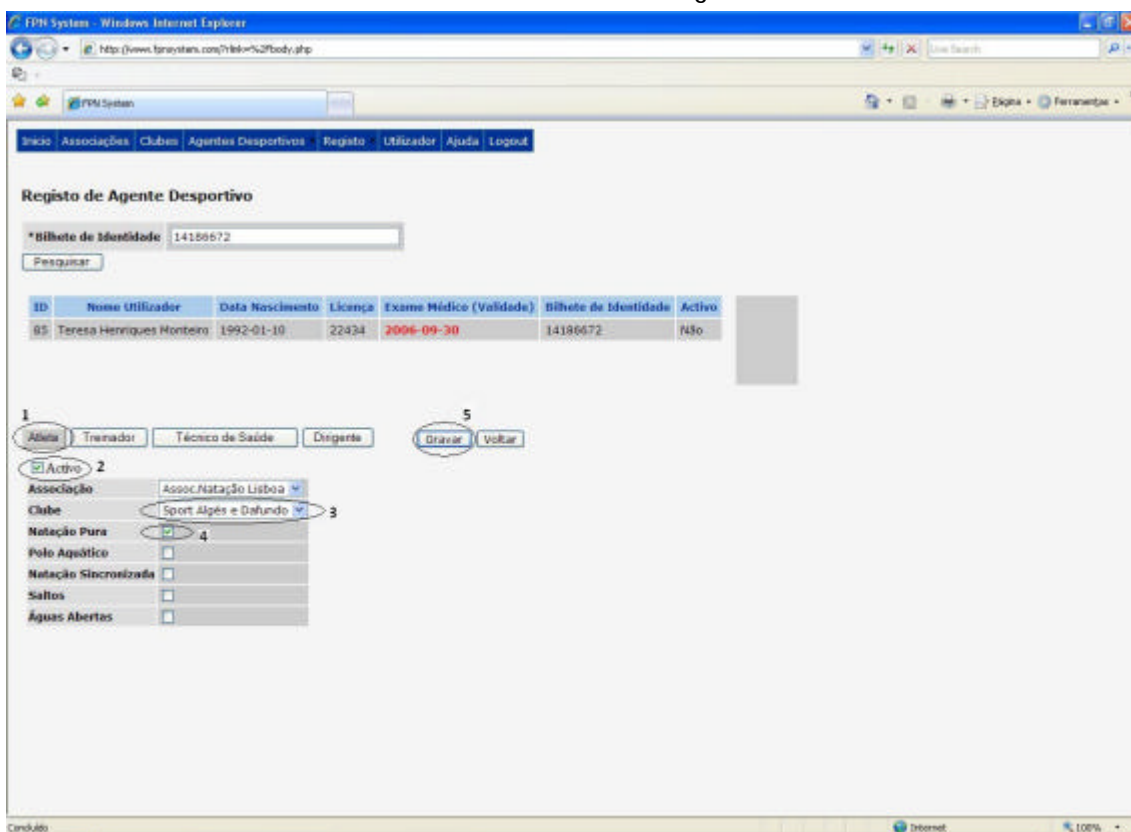 FPN System - Windows Internet Explorer
Live Search
FPN System
Página Ferramentas
Início Associações Clubes Agentes Desportivos Registo Utilizador Ajuda Logout
Registo de Agente Desportivo
*Bilhete de Identidade 14186672
Pesquisar
ID Nome Utilizador Data Nascimento Licença Exame Médico (Validade) Bilhete de Identidade Activo
85 Teresa Henriques Monteiro 1992-01-10 22434 2006-09-30 14186672 Não
1 5
Atleta Treinador Técnico de Saúde Dirigente Gravar Voltar
Activo 2
Associação Assoc.Natação Lisboa
Clube Sport Algés e Dafundo 3
Natação Pura 4
Polo Aquático
Natação Sincronizada
Saltos
Águas Abertas
Concluído Internet 100%